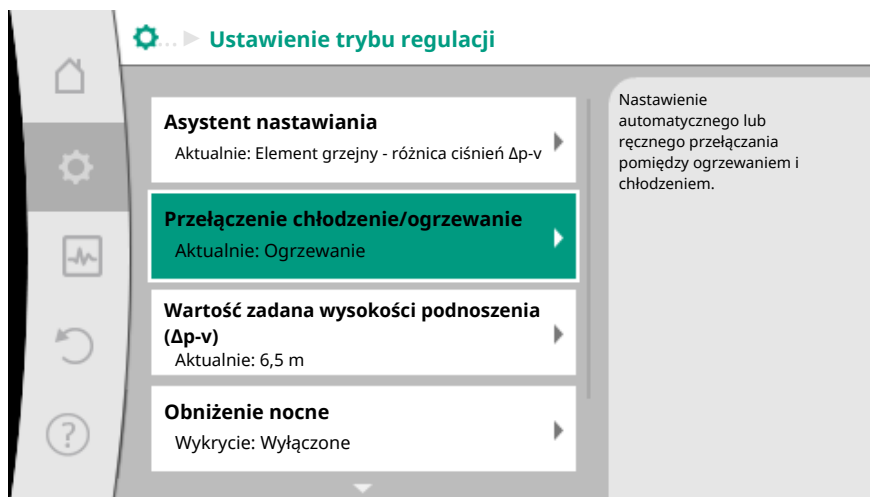 ... Ustawienie trybu regulacji
Asystent nastawiania
Aktualnie: Element grzejny - różnica ciśnień Δp-v
Przełączenie chłodzenie/ogrzewanie
Aktualnie: Ogrzewanie
Wartość zadana wysokości podnoszenia
(Δp-v)
Aktualnie: 6,5 m
Obniżenie nocne
Wykrycie: Wyłączone
Nastawienie
automatycznego lub
ręcznego przełączania
pomiędzy ogrzewaniem i
chłodzeniem.
?